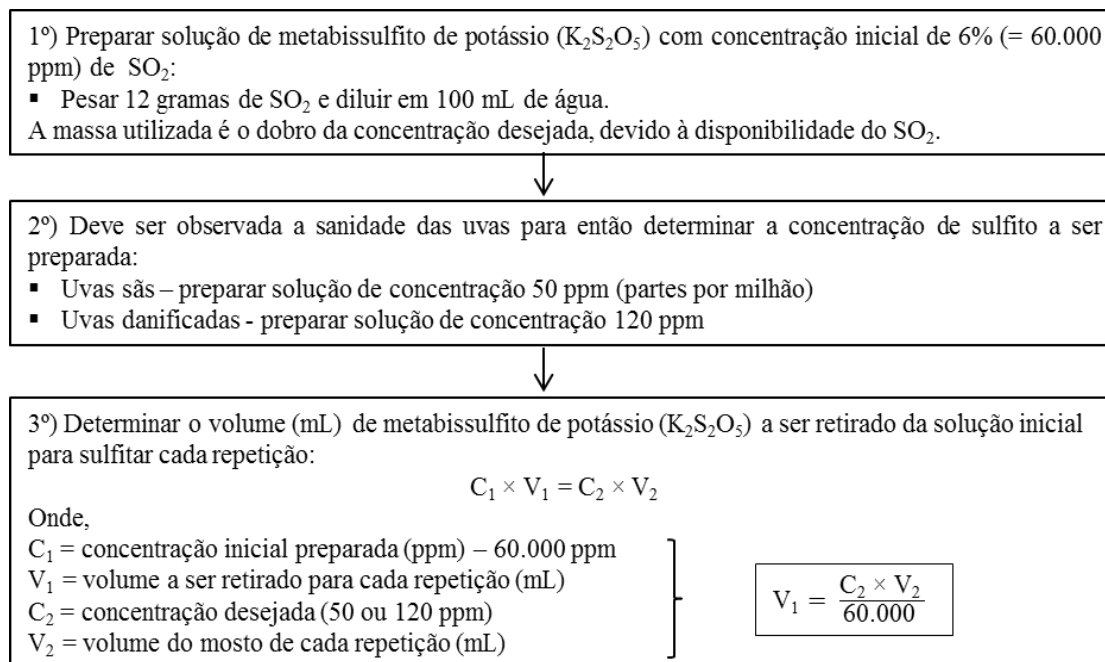 1º) Preparar solução de metabissulfito de potássio (K₂S₂O₅) com concentração inicial de 6% (= 60.000
ppm) de SO₂:
▪ Pesar 12 gramas de SO₂ e diluir em 100 mL de água.
A massa utilizada é o dobro da concentração desejada, devido à disponibilidade do SO₂.
2º) Deve ser observada a sanidade das uvas para então determinar a concentração de sulfito a ser
preparada:
▪ Uvas sãs – preparar solução de concentração 50 ppm (partes por milhão)
▪ Uvas danificadas - preparar solução de concentração 120 ppm
3º) Determinar o volume (mL) de metabissulfito de potássio (K₂S₂O₅) a ser retirado da solução inicial
para sulfitar cada repetição:
C₁ × V₁ = C₂ × V₂
Onde,
C₁ = concentração inicial preparada (ppm) – 60.000 ppm
V₁ = volume a ser retirado para cada repetição (mL)
C₂ = concentração desejada (50 ou 120 ppm)
V₂ = volume do mosto de cada repetição (mL)
V₁ = C₂ × V₂
60.000